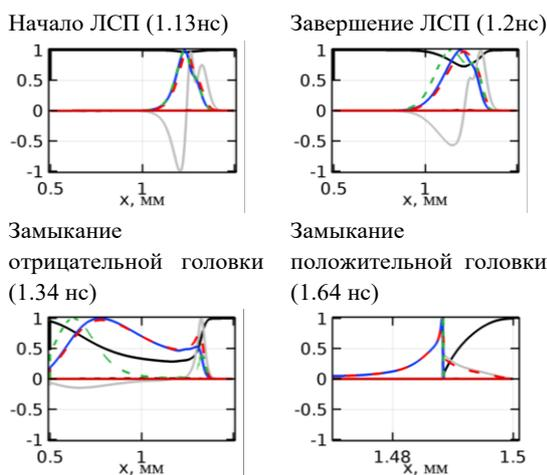 Начало ЛСП (1.13нс)
1
0.5
0
-0.5
-1
0.5
1
x, мм
Завершение ЛСП (1.2нс)
1
0.5
0
-0.5
-1
0.5
1
x, мм
Замыкание
отрицательной головки
(1.34 нс)
1
0.5
0
-0.5
-1
0.5
1
x, мм
Замыкание
положительной головки
(1.64 нс)
1
0.5
0
-0.5
-1
1.48
1.5
x, мм